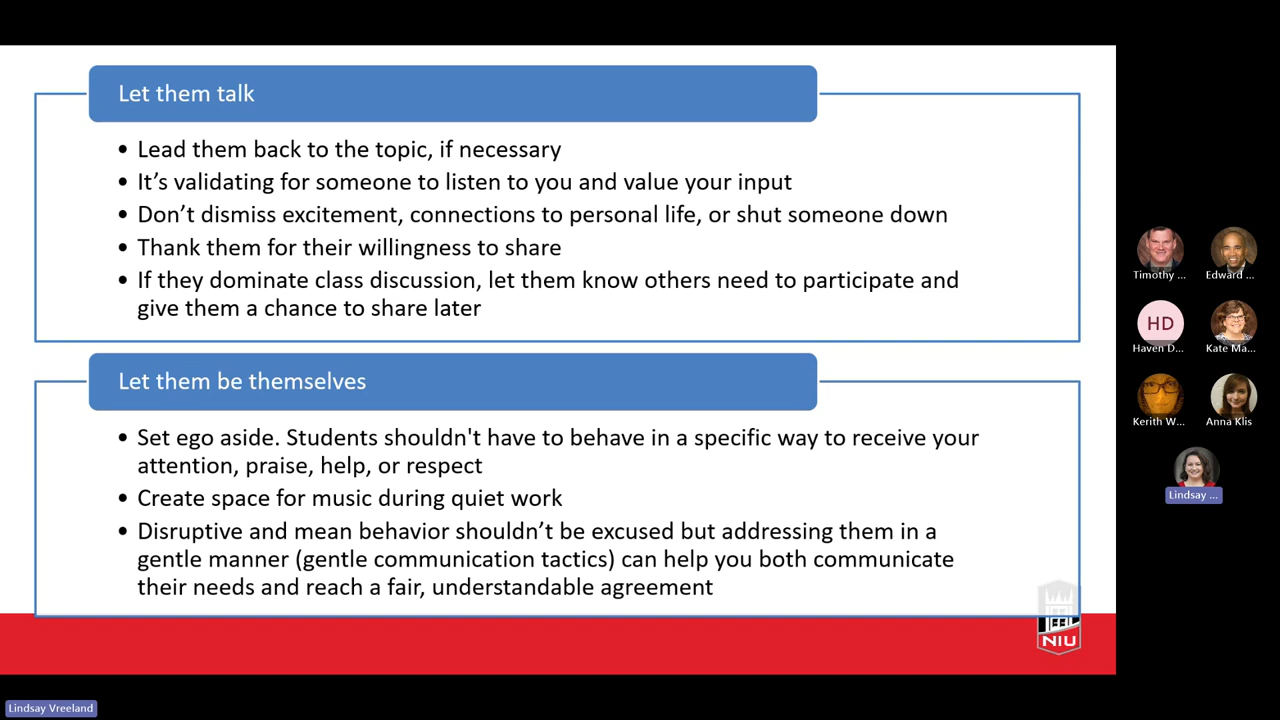 Let them talk
• Lead them back to the topic, if necessary
• It’s validating for someone to listen to you and value your input
• Don’t dismiss excitement, connections to personal life, or shut someone down
• Thank them for their willingness to share
• If they dominate class discussion, let them know others need to participate and
give them a chance to share later
Let them be themselves
• Set ego aside. Students shouldn't have to behave in a specific way to receive your
attention, praise, help, or respect
• Create space for music during quiet work
• Disruptive and mean behavior shouldn’t be excused but addressing them in a
gentle manner (gentle communication tactics) can help you both communicate
their needs and reach a fair, understandable agreement
NIU
Timothy ...
Edward ...
HD
Haven D...
Kate Ma...
Kerith W...
Anna Klis
Lindsay ...
Lindsay Vreeland